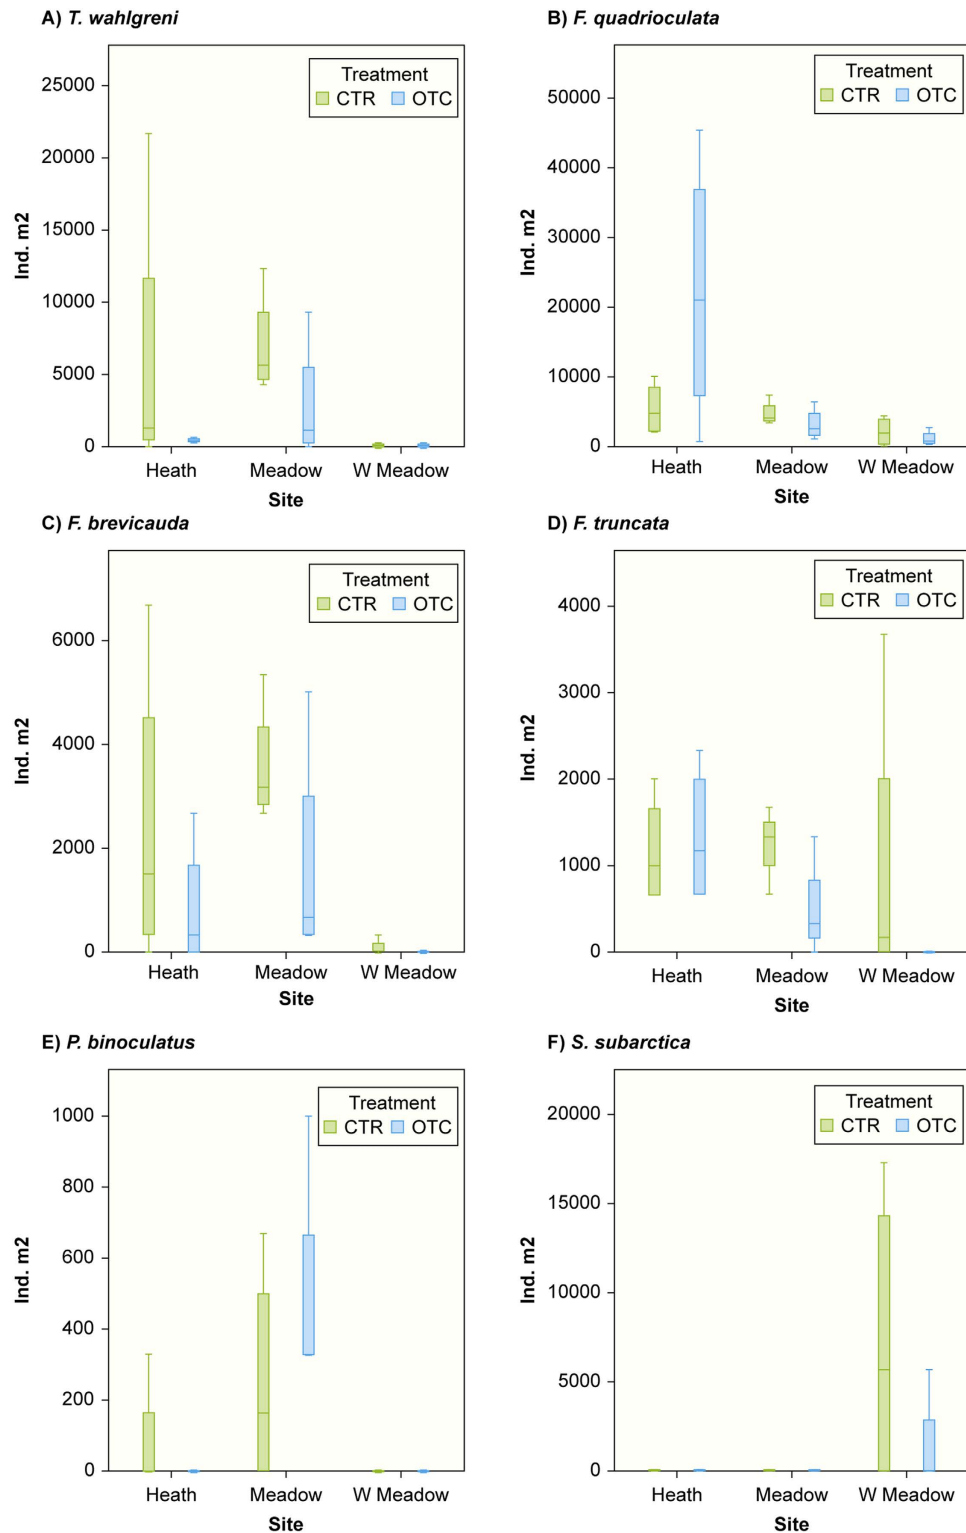 A) T. wahlgreni
Ind. m2
25000
20000
15000
10000
5000
0
Treatment
CTR OTC
Heath Meadow W Meadow
Site
B) F. quadrioculata
Ind. m2
50000
40000
30000
20000
10000
0
Treatment
CTR OTC
Heath Meadow W Meadow
Site
C) F. brevicauda
Ind. m2
6000
4000
2000
0
Treatment
CTR OTC
Heath Meadow W Meadow
Site
D) F. truncata
Ind. m2
4000
3000
2000
1000
0
Treatment
CTR OTC
Heath Meadow W Meadow
Site
E) P. binoculatus
Ind. m2
1000
800
600
400
200
0
Treatment
CTR OTC
Heath Meadow W Meadow
Site
F) S. subarctica
Ind. m2
20000
15000
10000
5000
0
Treatment
CTR OTC
Heath Meadow W Meadow
Site